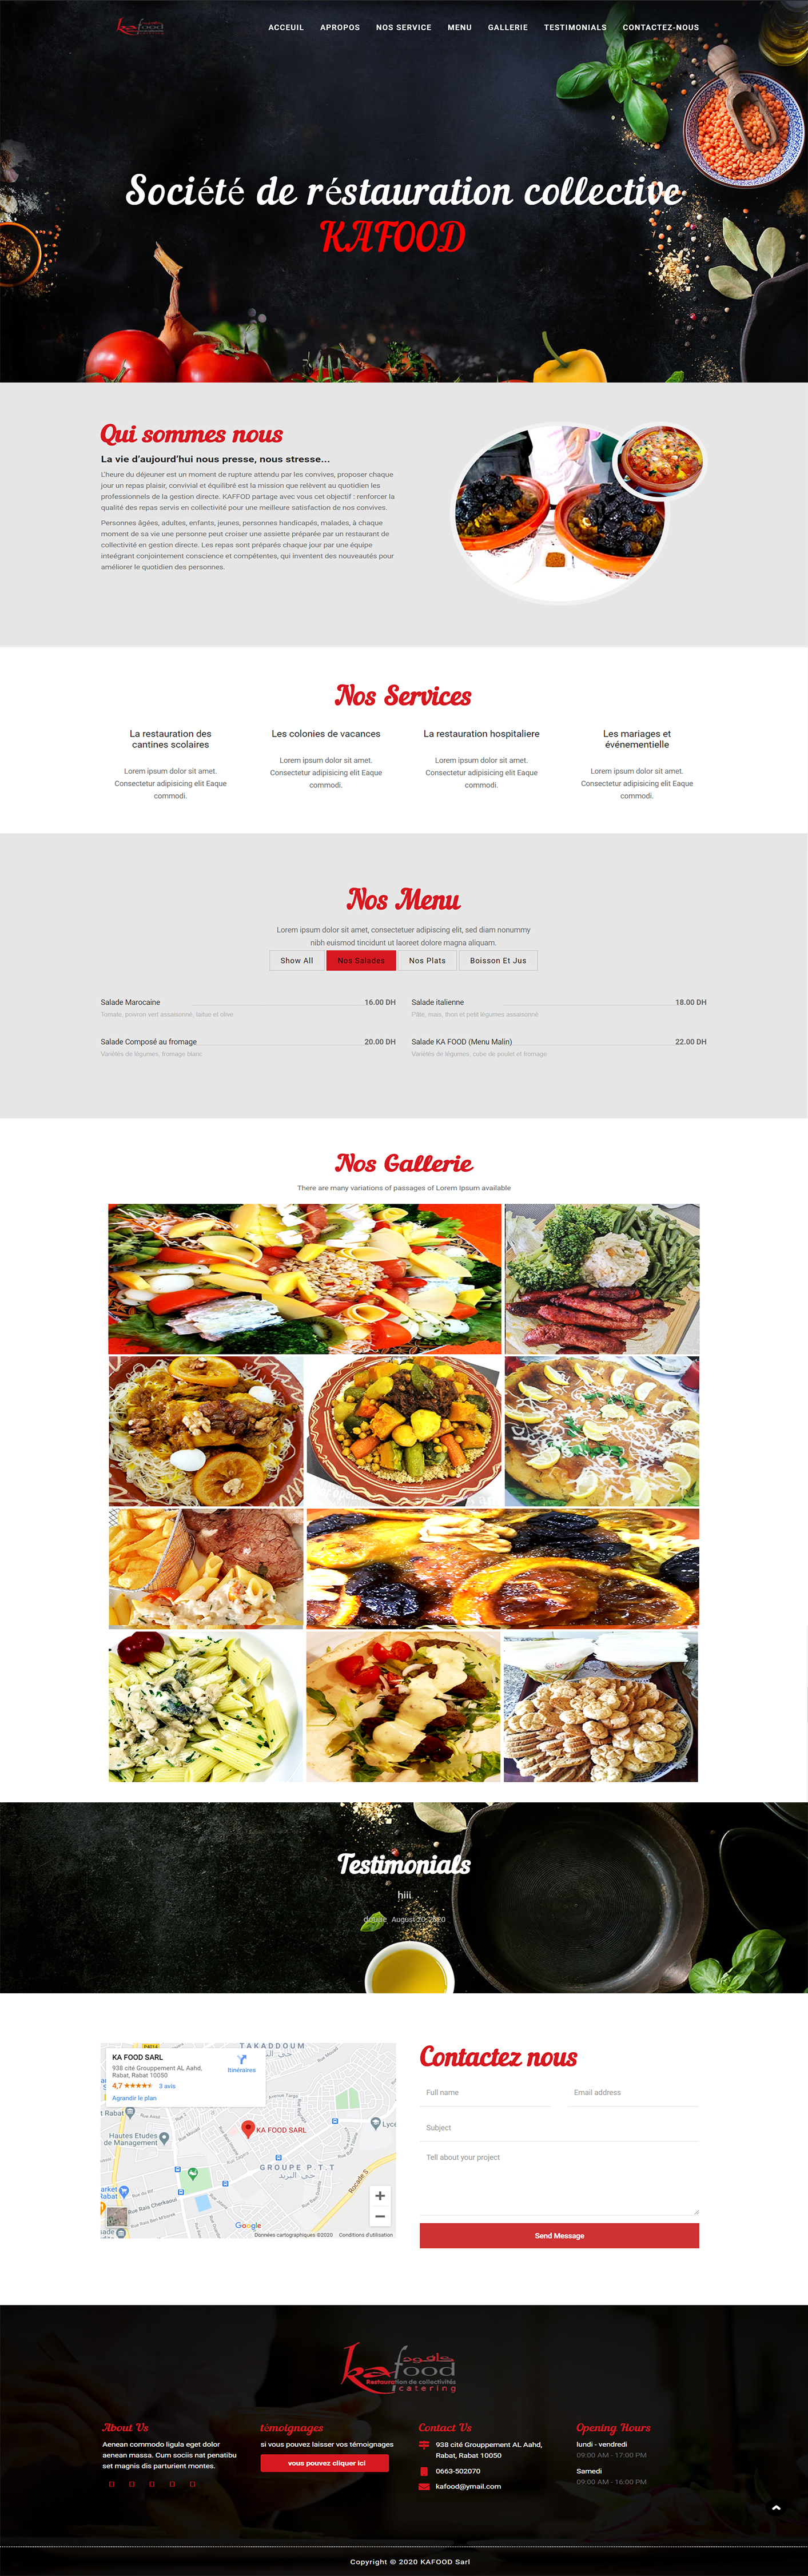 kafood
ACCEUIL APROPOS NOS SERVICE MENU GALLERIE TESTIMONIALS CONTACTEZ-NOUS
Société de réstauration collective
KAFOOD
Qui sommes nous
La vie d'aujourd'hui nous presse, nous stresse...
L'heure du déjeuner est un moment de rupture attendu par les convives, proposer chaque
jour un repas plaisir, convivial et équilibré est la mission que relèvent au quotidien les
professionnels de la gestion directe. KAFFOD partage avec vous cet objectif : renforcer la
qualité des repas servis en collectivité pour une meilleure satisfaction de nos convives.
Personnes âgées, adultes, enfants, jeunes, personnes handicapés, malades, à chaque
moment de sa vie une personne peut croiser une assiette préparée par un restaurant de
collectivité en gestion directe. Les repas sont préparés chaque jour par une équipe
inteégrant conjointement conscience et compétentes, qui inventent des nouveautés pour
améliorer le quotidien des personnes.
Nos Services
La restauration des
cantines scolaires
Lorem ipsum dolor sit amet.
Consectetur adipisicing elit Eaque
commodi.
Les colonies de vacances
Lorem ipsum dolor sit amet.
Consectetur adipisicing elit Eaque
commodi.
La restauration hospitaliere
Lorem ipsum dolor sit amet.
Consectetur adipisicing elit Eaque
commodi.
Les mariages et
événementielle
Lorem ipsum dolor sit amet.
Consectetur adipisicing elit Eaque
commodi.
Nos Menu
Lorem ipsum dolor sit amet, consectetuer adipiscing elit, sed diam nonummy
nibh euismod tincidunt ut laoreet dolore magna aliquam.
Show All Nos Salades Nos Plats Boisson Et Jus
Salade Marocaine 16.00 DH
Tomate, poivron vert assaisonné, laitue et olive
Salade italienne 18.00 DH
Pâte, maïs, thon et petit légumes assaisonné
Salade Composé au fromage 20.00 DH
Variétés de légumes, fromage blanc
Salade KA FOOD (Menu Malin) 22.00 DH
Variétés de légumes, cube de poulet et fromage
Nos Gallerie
There are many variations of passages of Lorem Ipsum available
Testimonials
hiii
August 20, 2020
TAKADDOUM
KA FOOD SARL
938 cité Grouppement AL Aahd,
Rabat, Rabat 10050
Itinéraires
4,7 3 avis
Agrandir le plan
Hautes Etudes
de Management
KA FOOD SARL
GROUPE P.T.T
حي البريد
Rue Rais Cherkaoui
Rocade S
Google
Données cartographiques ©2020 Conditions d'utilisation
Contactez nous
Full name
Email address
Subject
Tell about your project
Send Message
kafood
كافود
Restauration de collectivités
catering
About Us
Aenean commodo ligula eget dolor
aenean massa. Cum sociis nat penatibu
set magnis dis parturient montes.
témoignages
si vous pouvez laisser vos témoignages
vous pouvez cliquer ici
Contact Us
938 cité Grouppement AL Aahd,
Rabat, Rabat 10050
0663-502070
kafood@ymail.com
Opening Hours
lundi - vendredi
09:00 AM - 17:00 PM
Samedi
09:00 AM - 16:00 PM
Copyright © 2020 KAFOOD Sarl